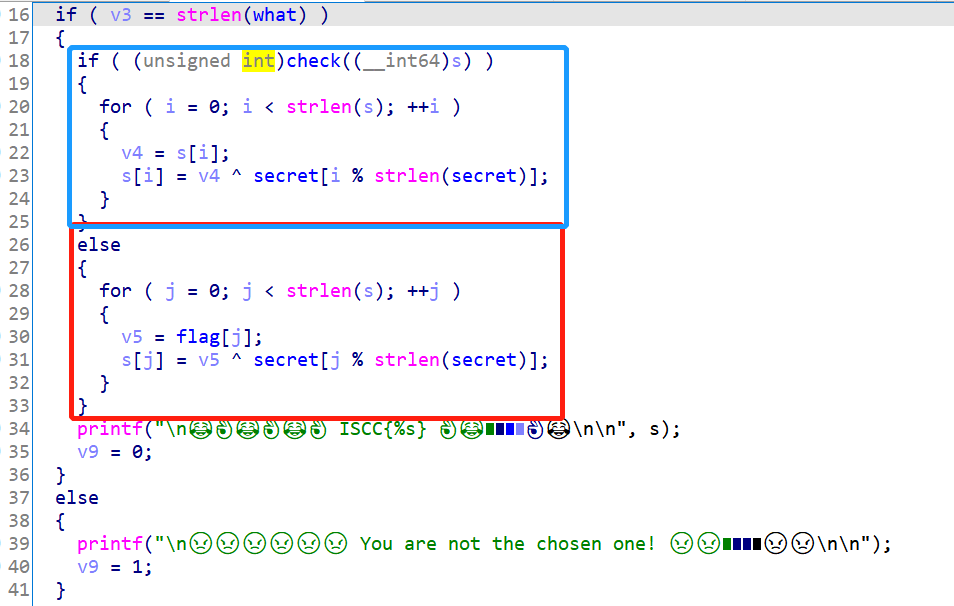 16 if ( v3 == strlen(what) )
17 {
18 if ( (unsigned int)check((__int64)s) )
19 {
20 for ( i = 0; i < strlen(s); ++i )
21 {
22 v4 = s[i];
23 s[i] = v4 ^ secret[i % strlen(secret)];
24 }
25 }
26 else
27 {
28 for ( j = 0; j < strlen(s); ++j )
29 {
30 v5 = flag[j];
31 s[j] = v5 ^ secret[j % strlen(secret)];
32 }
33 }
34 printf("\n😂✌😂✌😂✌ ISCC{%s} ✌😂■■■■✌😂\n\n", s);
35 v9 = 0;
36 }
37 else
38 {
39 printf("\n😡😡😡😡😡😡 You are not the chosen one! 😡😡■■■■😡😡\n\n");
40 v9 = 1;
41 }